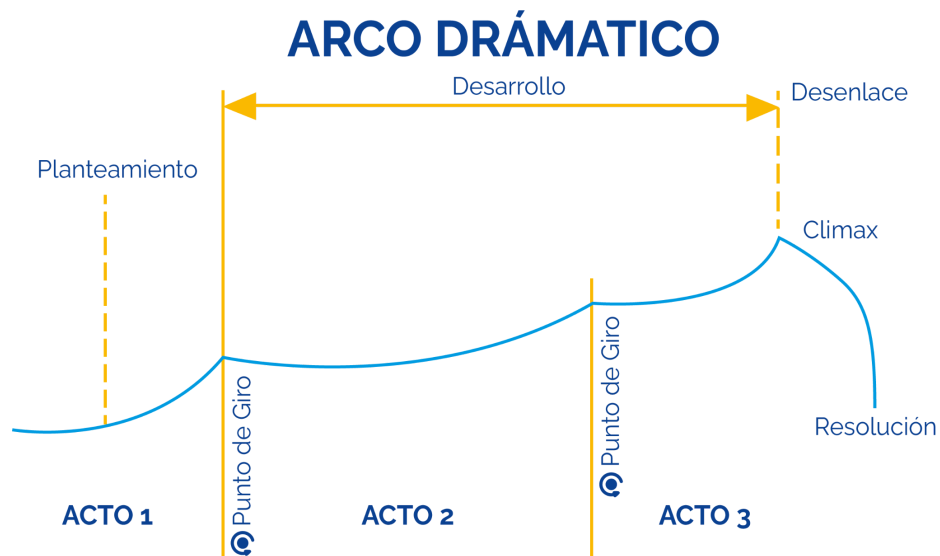 ARCO DRÁMATICO
Desarrollo
Desenlace
Planteamiento
Climax
Punto de Giro
Punto de Giro
Resolución
ACTO 1
ACTO 2
ACTO 3